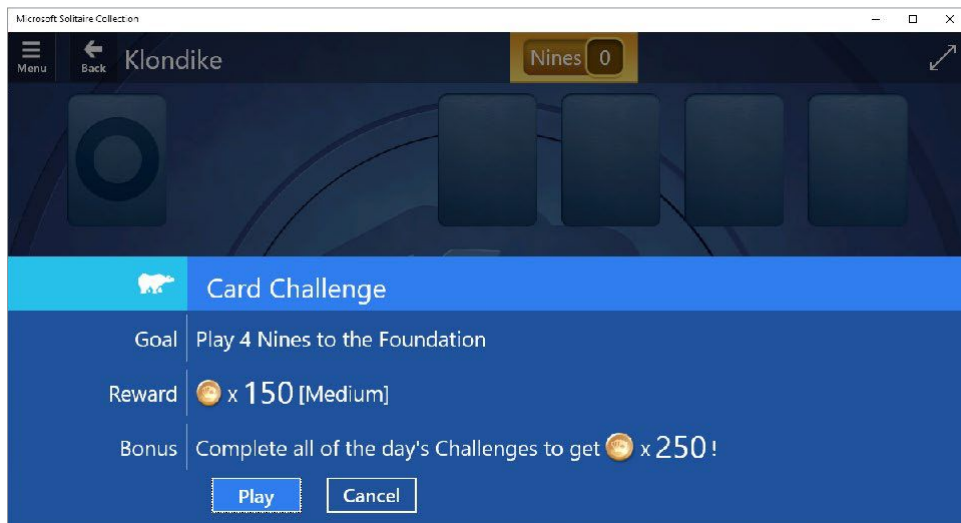 Microsoft Solitaire Collection
Menu Back Klondike Nines 0
Card Challenge
Goal Play 4 Nines to the Foundation
Reward x 150 [Medium]
Bonus Complete all of the day's Challenges to get x 250!
Play Cancel